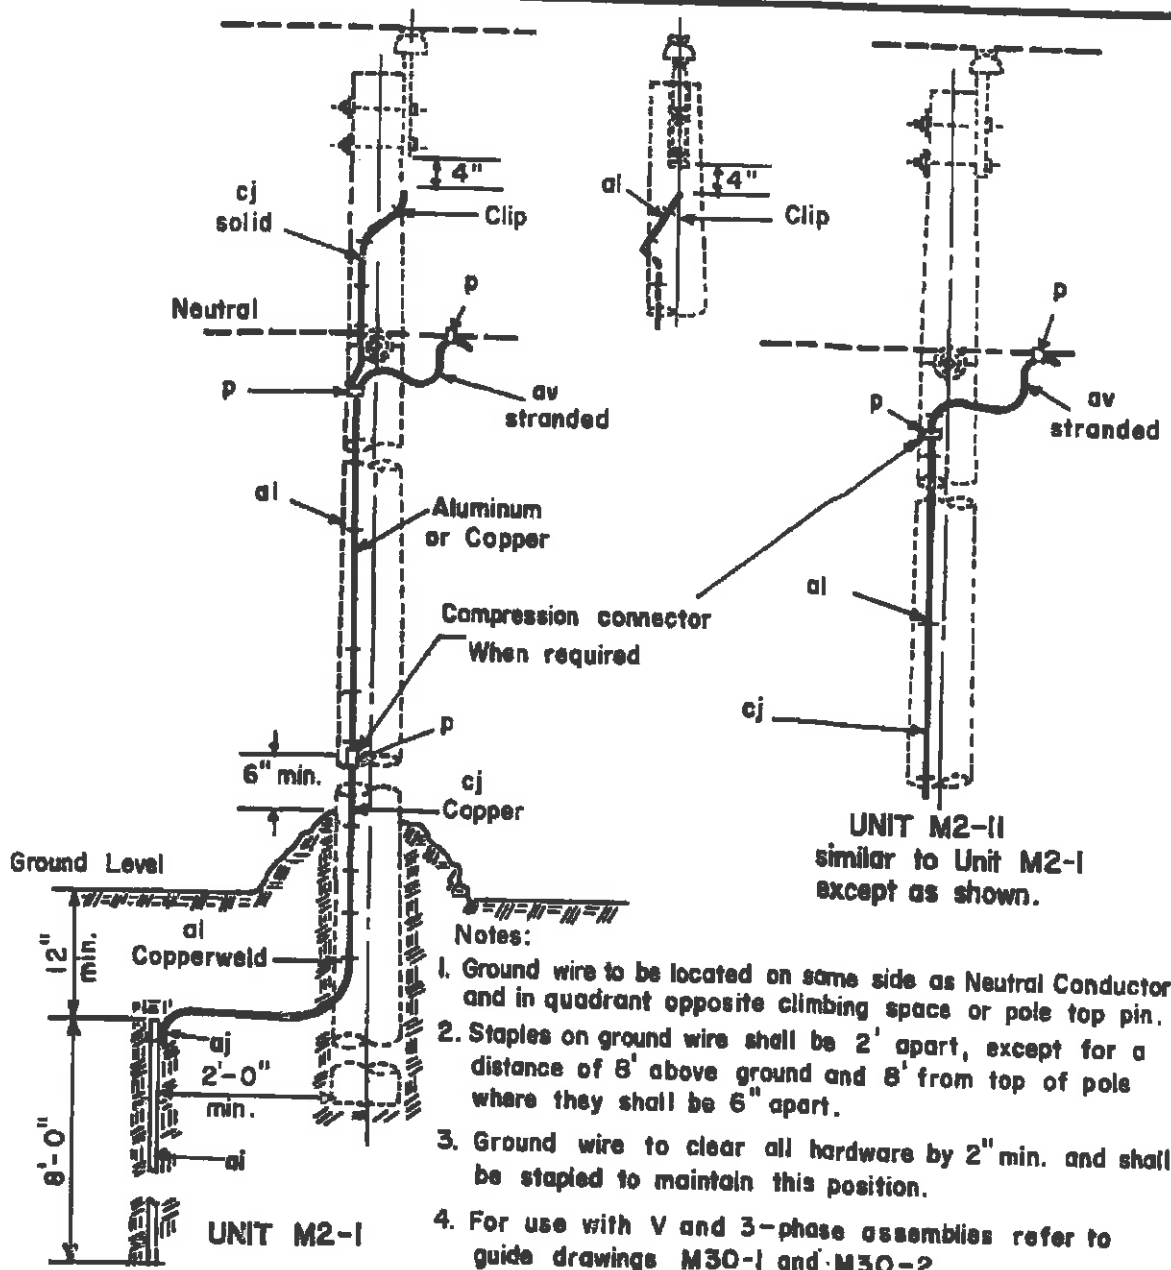 4"
cj
solid
Clip
al
4"
Clip
Neutral
p
p
av
stranded
p
p
av
stranded
al
Aluminum
or Copper
Compression connector
When required
al
cj
p
6" min.
cj
Copper
UNIT M2-11
similar to Unit M2-1
except as shown.
Ground Level
12"
min.
al
Copperweld
aj
2'-0"
min.
8'-0"
ai
UNIT M2-1
Notes:
1. Ground wire to be located on same side as Neutral Conductor
and in quadrant opposite climbing space or pole top pin.
2. Staples on ground wire shall be 2' apart, except for a
distance of 8' above ground and 8' from top of pole
where they shall be 6" apart.
3. Ground wire to clear all hardware by 2" min. and shall
be stapled to maintain this position.
4. For use with V and 3-phase assemblies refer to
guide drawings M30-1 and M30-2